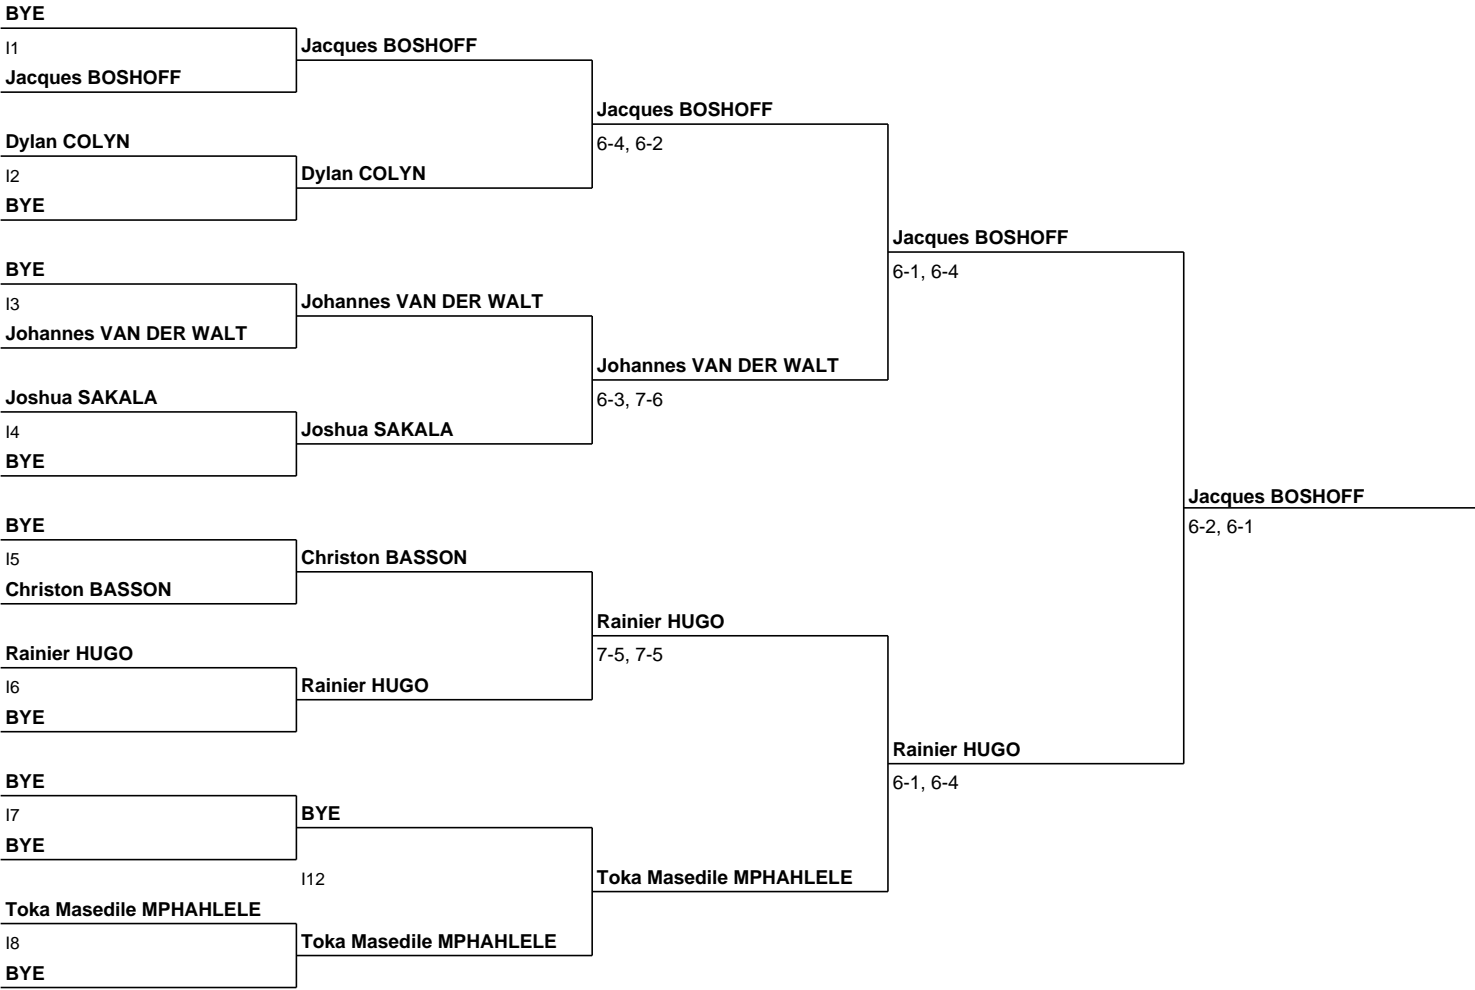 BYE
I1
Jacques BOSHOFF
Dylan COLYN
I2
BYE
BYE
I3
Johannes VAN DER WALT
Joshua SAKALA
I4
BYE
BYE
I5
Christon BASSON
Rainier HUGO
I6
BYE
BYE
I7
BYE
Toka Masedile MPHAHLELE
I8
BYE
Jacques BOSHOFF
Dylan COLYN
Johannes VAN DER WALT
Joshua SAKALA
Christon BASSON
Rainier HUGO
BYE
I12
Toka Masedile MPHAHLELE
Jacques BOSHOFF
6-4, 6-2
Johannes VAN DER WALT
6-3, 7-6
Rainier HUGO
7-5, 7-5
Toka Masedile MPHAHLELE
Jacques BOSHOFF
6-1, 6-4
Rainier HUGO
6-1, 6-4
Jacques BOSHOFF
6-2, 6-1